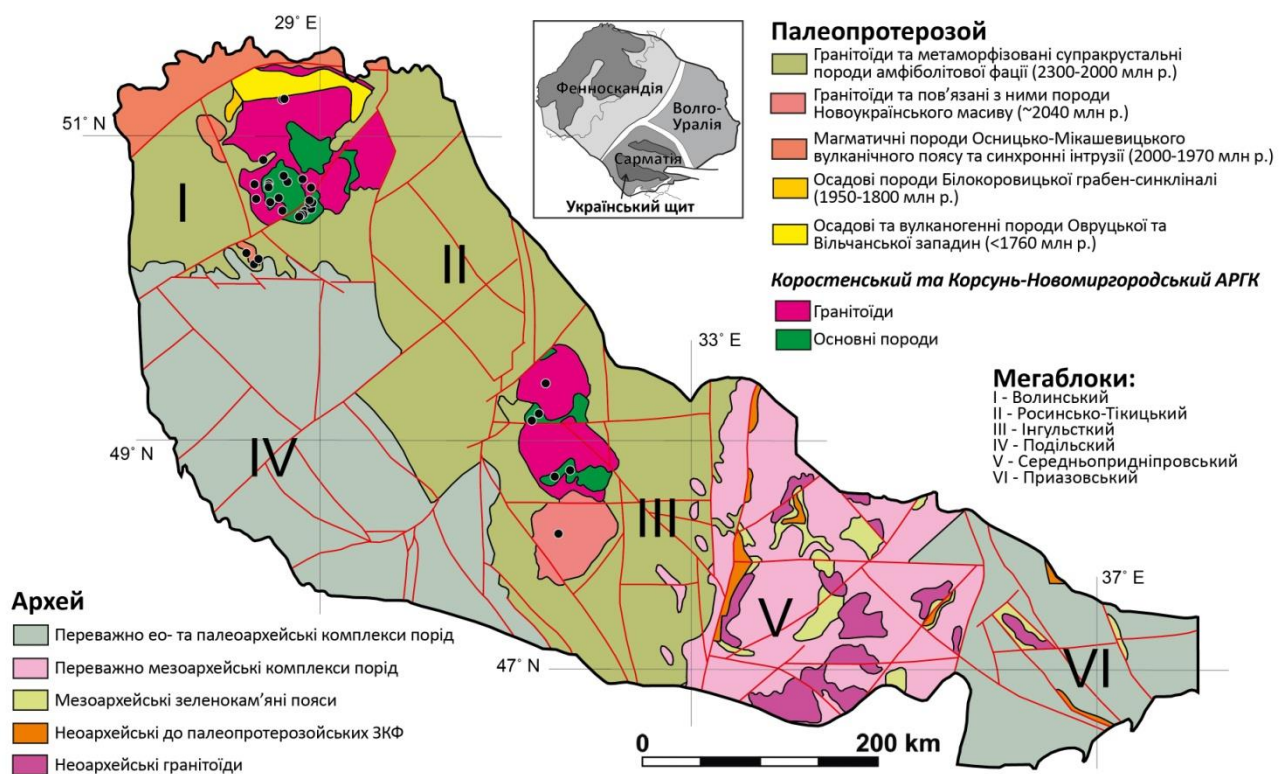 29° E
51° N
I
II
49° N
IV
33° E
III
47° N
V
37° E
VI
0 200 km
Фенноскандія
Волго-
Уралія
Сарматія
Український щит
Палеопротерозой
Гранітоїди та метаморфізовані супракрустальні
породи амфіболітової фації (2300-2000 млн р.)
Гранітоїди та пов'язані з ними породи
Новоукраїнського масиву (~2040 млн р.)
Магматичні породи Осницько-Мікашевицького
вулканічного поясу та синхронні інтрузії (2000-1970 млн р.)
Осадові породи Білокоровицької грабен-синкліналі
(1950-1800 млн р.)
Осадові та вулканогенні породи Овруцької та
Вільчанської западин (<1760 млн р.)
Коростенський та Корсунь-Новомиргородський АРГК
Гранітоїди
Основні породи
Мегаблоки:
I - Волинський
II - Росинсько-Тікицький
III - Інгульсткий
IV - Подільский
V - Середньопридніпровський
VI - Приазовський
Архей
Переважно ео- та палеоархейські комплекси порід
Переважно мезоархейські комплекси порід
Мезоархейські зеленокам'яні пояси
Неоархейські до палеопротерозойських ЗКФ
Неоархейські гранітоїди